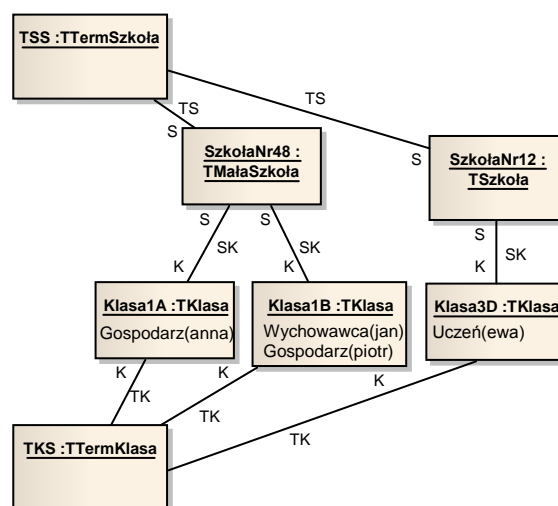 TSS :TTermSzkoła
TS
TS
S
S
SzkołaNr48 :
TMałaSzkoła
SzkołaNr12 :
TSzkoła
S
S
S
SK
SK
SK
K
K
K
Klasa1A :TKlasa
Gospodarz(anna)
Klasa1B :TKlasa
Wychowawca(jan)
Gospodarz(piotr)
Klasa3D :TKlasa
Uczeń(ewa)
K
K
K
TK
TK
TK
TKS :TTermKlasa